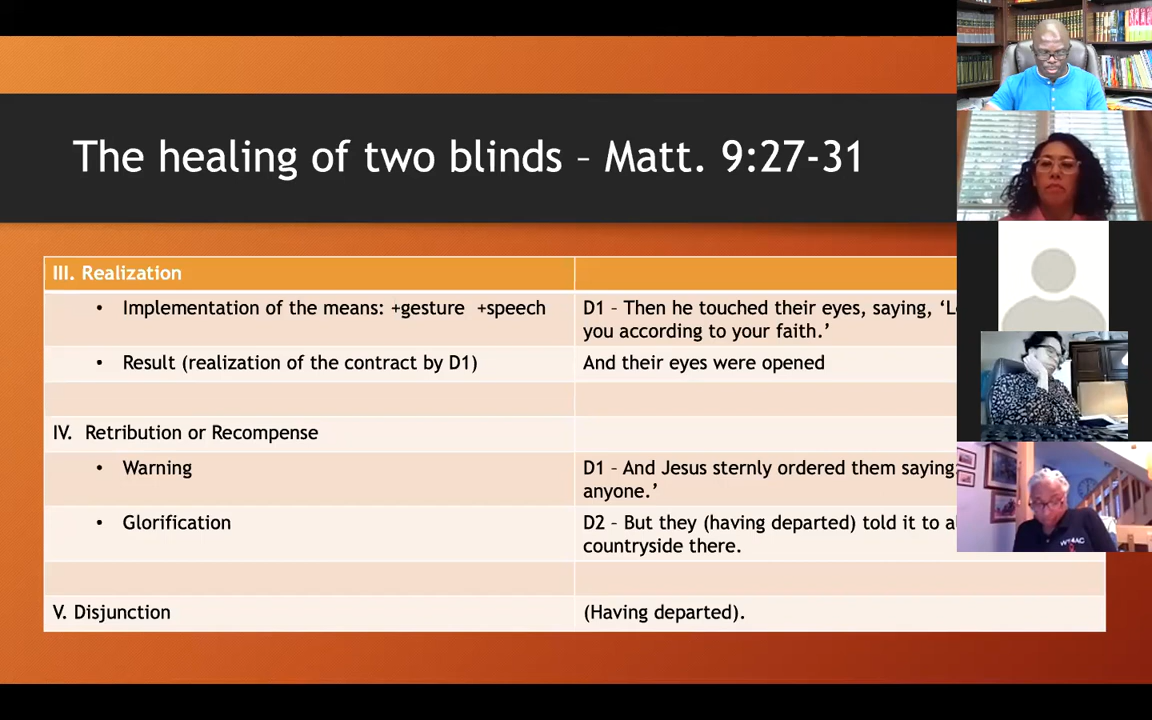 The healing of two blinds – Matt. 9:27-31
III. Realization
• Implementation of the means: +gesture +speech
D1 – Then he touched their eyes, saying,
you according to your faith.’
• Result (realization of the contract by D1)
And their eyes were opened
IV. Retribution or Recompense
• Warning
D1 – And Jesus sternly ordered them saying
anyone.’
• Glorification
D2 – But they (having departed) told it to
countryside there.
V. Disjunction
(Having departed).